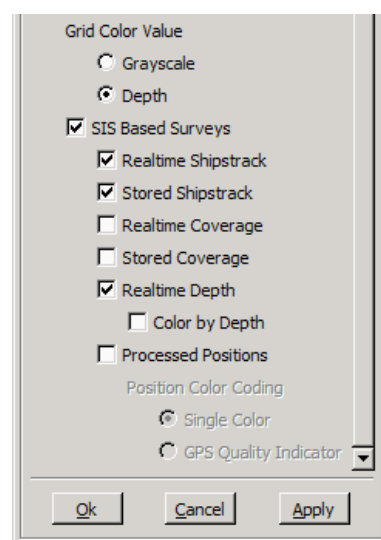 Grid Color Value
Grayscale
Depth
SIS Based Surveys
Realtime Shipstrack
Stored Shipstrack
Realtime Coverage
Stored Coverage
Realtime Depth
Color by Depth
Processed Positions
Position Color Coding
Single Color
GPS Quality Indicator
Ok Cancel Apply